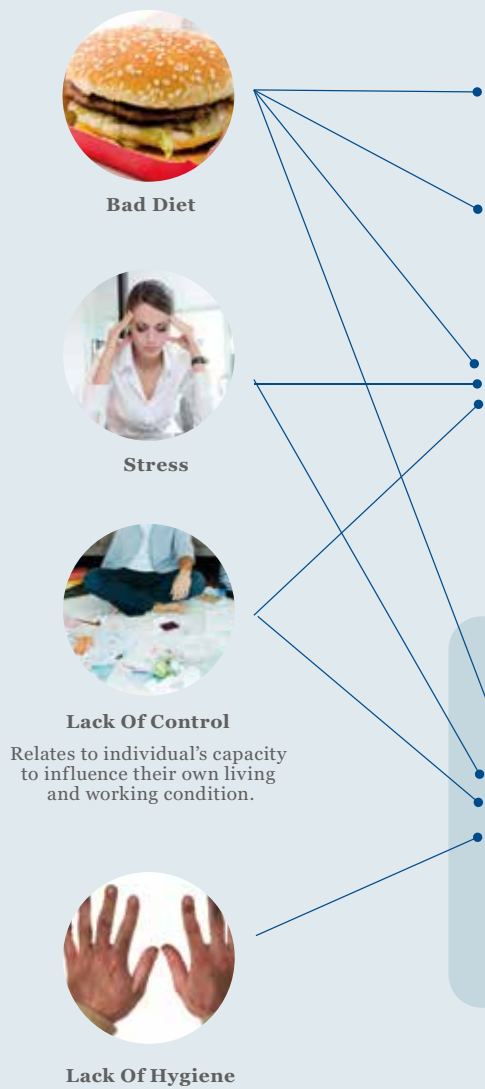 Bad Diet
Stress
Lack Of Control
Relates to individual’s capacity
to influence their own living
and working condition.
Lack Of Hygiene